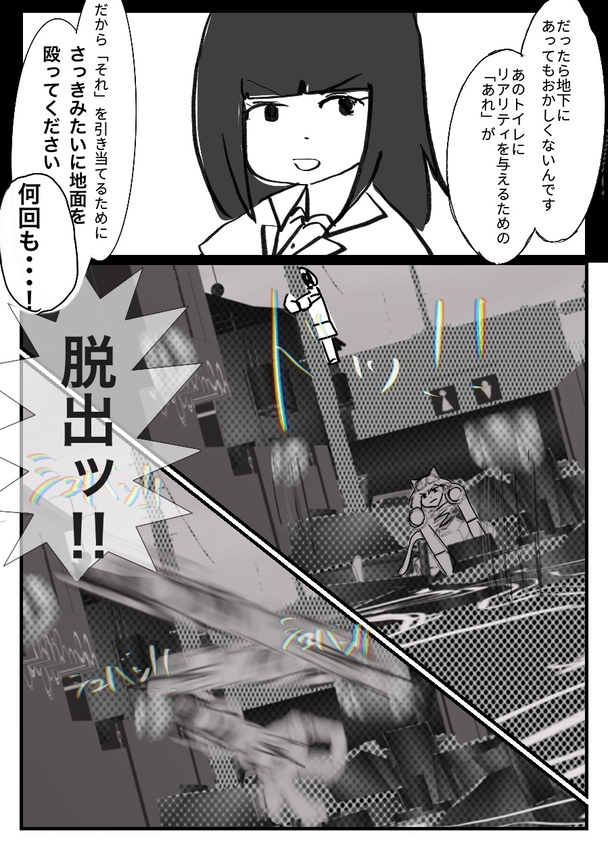 だったら地下に
あってもおかしくないんです
あのトイレに
リアリティを与えるための
「あれ」が
だから「それ」を引き当てるために
さっきみたいに地面を
殴ってください
何回も・・・!
ドッ!!
脱出ッ!!